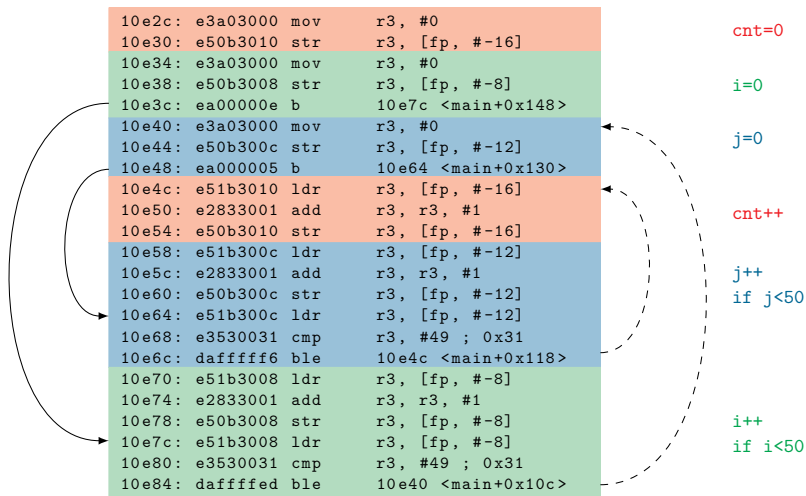 10e2c: e3a03000 mov r3, #0
10e30: e50b3010 str r3, [fp, #-16]
cnt=0
10e34: e3a03000 mov r3, #0
10e38: e50b3008 str r3, [fp, #-8]
10e3c: ea00000e b 10e7c <main+0x148>
i=0
10e40: e3a03000 mov r3, #0
10e44: e50b300c str r3, [fp, #-12]
10e48: ea000005 b 10e64 <main+0x130>
j=0
10e4c: e51b3010 ldr r3, [fp, #-16]
10e50: e2833001 add r3, r3, #1
10e54: e50b3010 str r3, [fp, #-16]
cnt++
10e58: e51b300c ldr r3, [fp, #-12]
10e5c: e2833001 add r3, r3, #1
10e60: e50b300c str r3, [fp, #-12]
10e64: e51b300c ldr r3, [fp, #-12]
10e68: e3530031 cmp r3, #49 ; 0x31
10e6c: dafffff6 ble 10e4c <main+0x118>
j++
if j<50
10e70: e51b3008 ldr r3, [fp, #-8]
10e74: e2833001 add r3, r3, #1
10e78: e50b3008 str r3, [fp, #-8]
10e7c: e51b3008 ldr r3, [fp, #-8]
10e80: e3530031 cmp r3, #49 ; 0x31
10e84: daffffed ble 10e40 <main+0x10c>
i++
if i<50